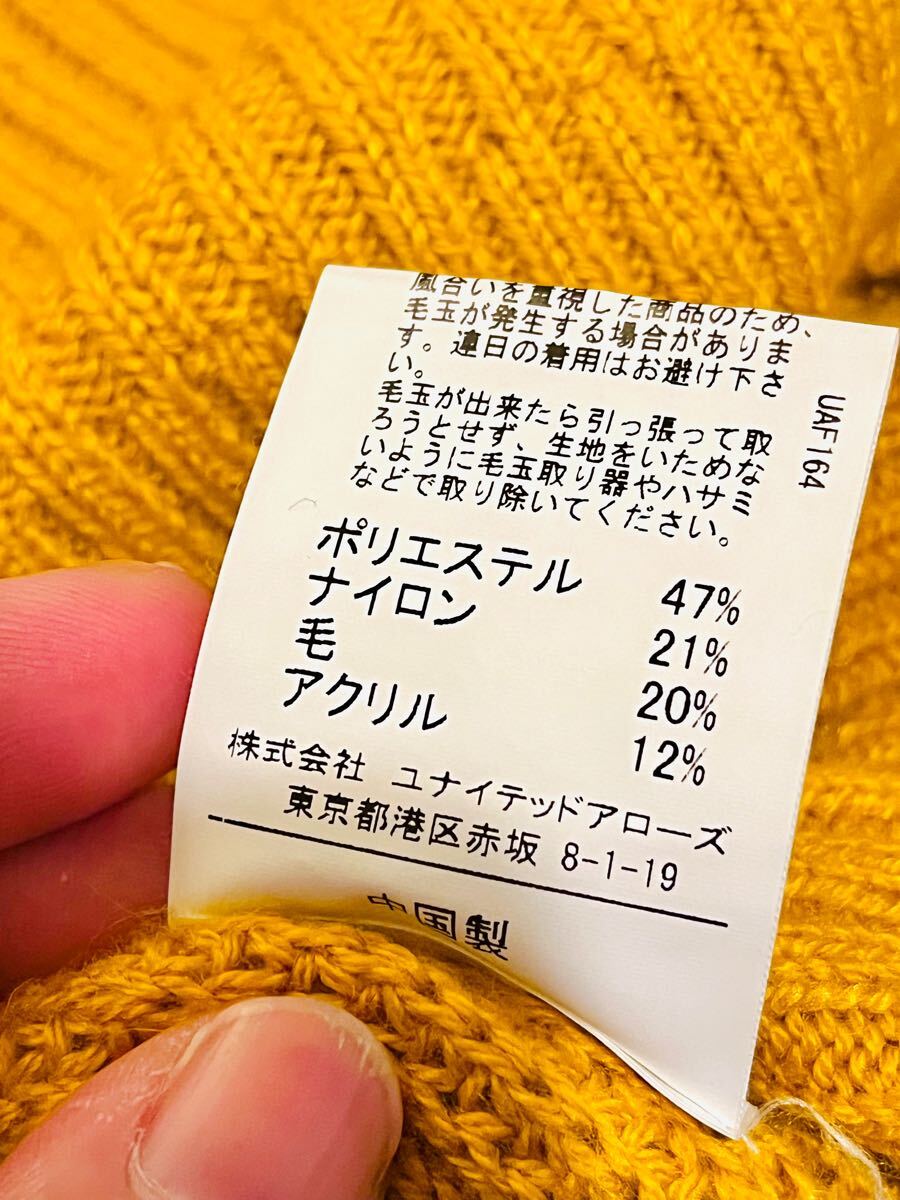 風合いを重視した商品のため、
毛玉が発生する場合がありま
す。連日の着用はお避け下さ
い。
毛玉が出来たら引っ張って取
ろうとせず、生地をいためな
いように毛玉取り器やハサミ
などで取り除いてください。
UAF164
ポリエステル 47%
ナイロン 21%
毛 20%
アクリル 12%
株式会社 ユナイテッドアローズ
東京都港区赤坂 8-1-19
中国製